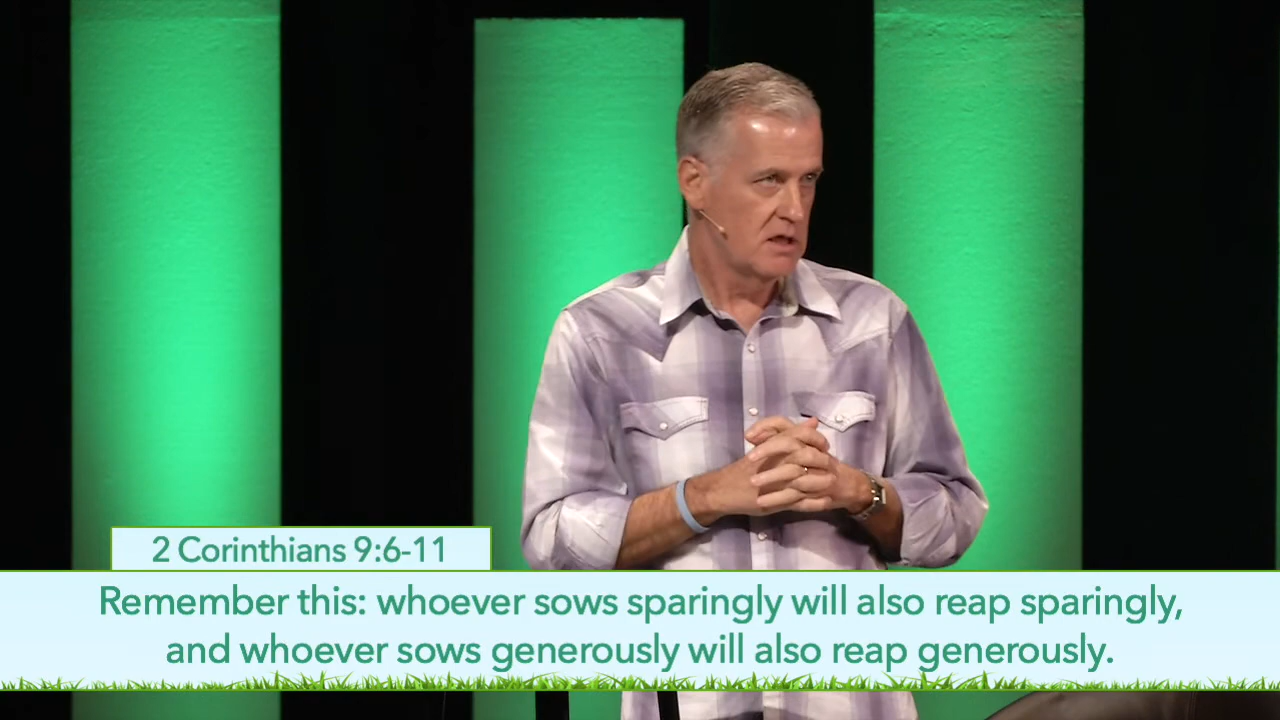 2 Corinthians 9:6-11
Remember this: whoever sows sparingly will also reap sparingly,
and whoever sows generously will also reap generously.